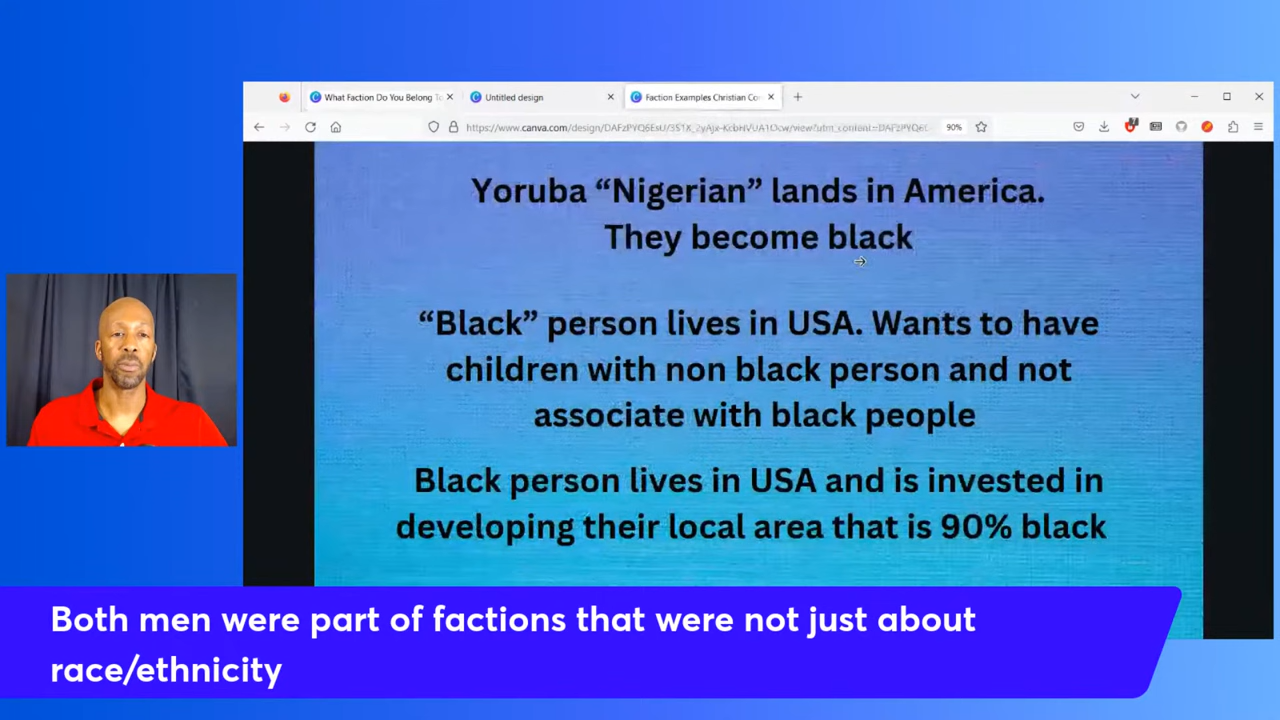 What Faction Do You Belong To
Untitled design
Faction Examples Christian Co
90%
Yoruba “Nigerian” lands in America.
They become black
“Black” person lives in USA. Wants to have
children with non black person and not
associate with black people
Black person lives in USA and is invested in
developing their local area that is 90% black
Both men were part of factions that were not just about
race/ethnicity